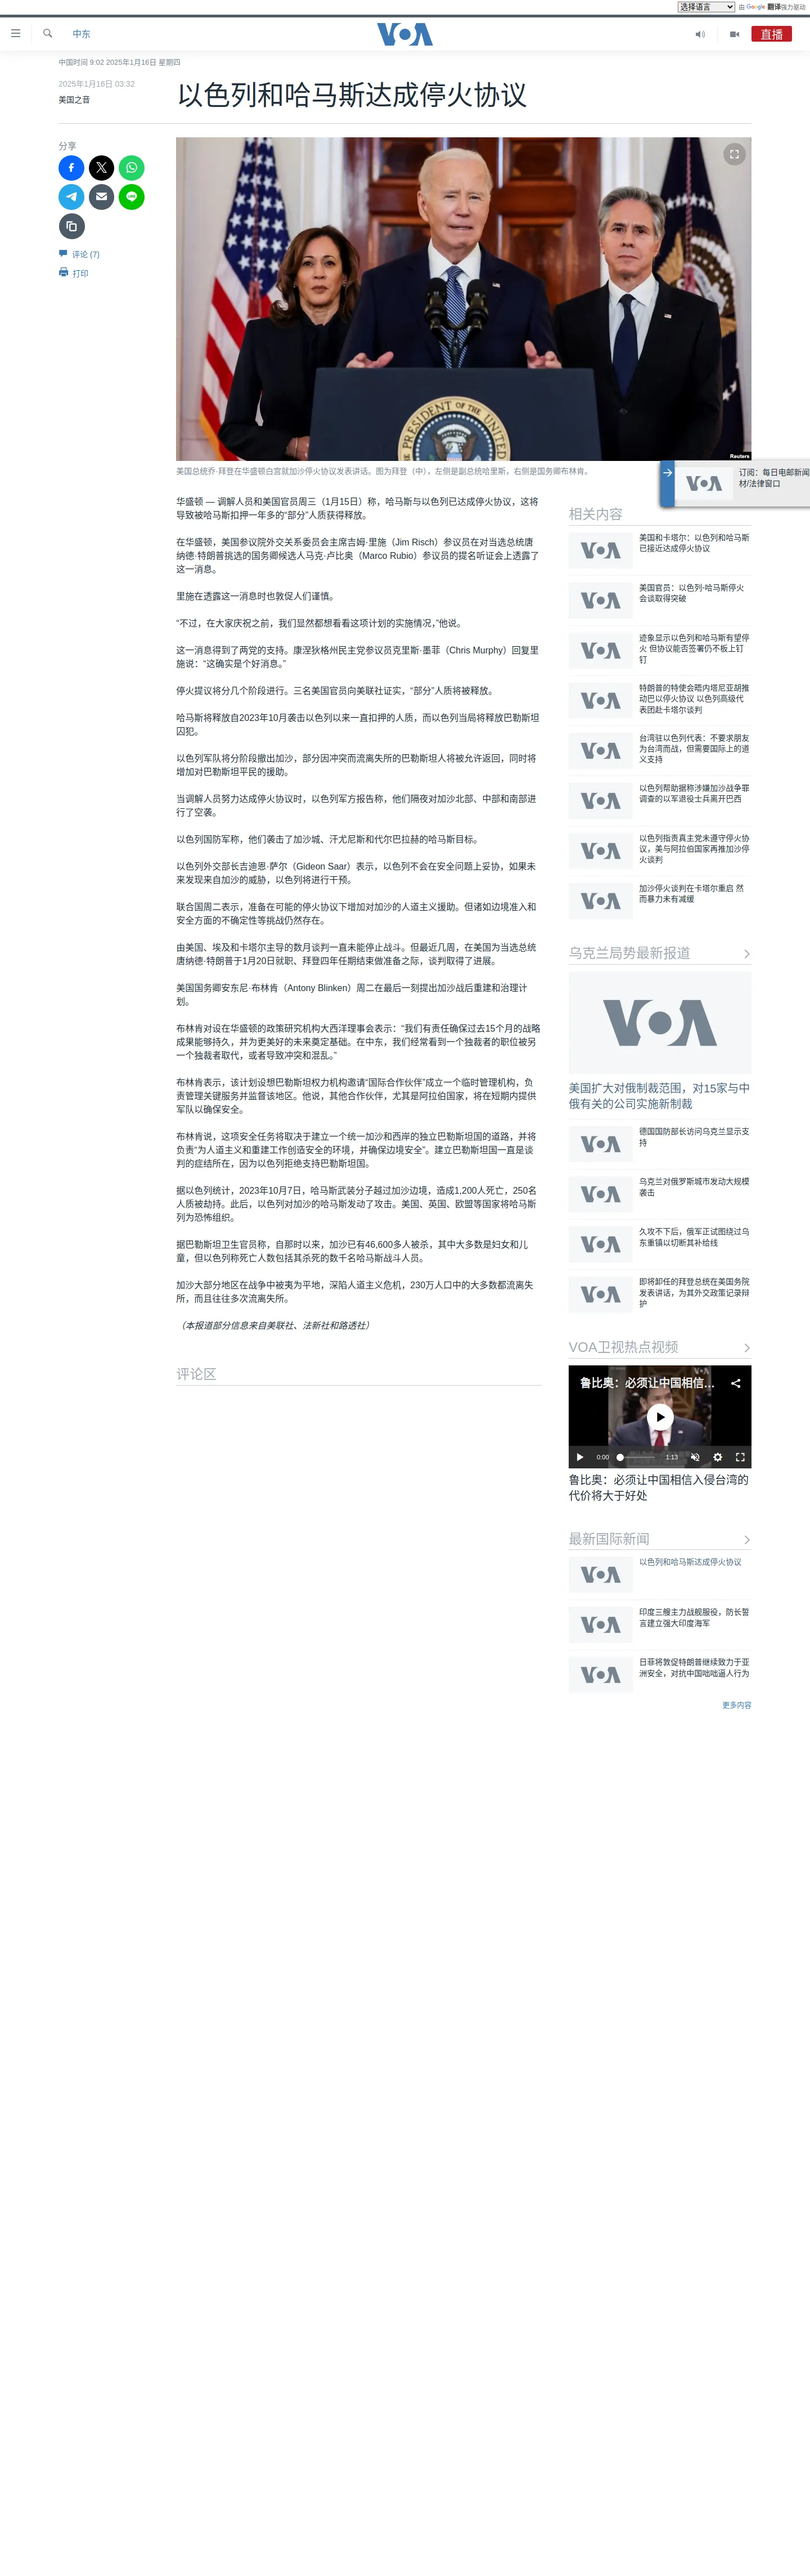 选择语言 由 Google 翻译强力驱动
中东
VOA
直播
中国时间 9:02 2025年1月16日 星期四
2025年1月16日 03:32
美国之音
以色列和哈马斯达成停火协议
分享
评论 (7)
打印
Reuters
美国总统乔·拜登在华盛顿白宫就加沙停火协议发表讲话。图为拜登（中），左侧是副总统哈里斯，右侧是国务卿布林肯。
订阅：每日电邮新闻
材/法律窗口
VOA
华盛顿 — 调解人员和美国官员周三（1月15日）称，哈马斯与以色列已达成停火协议，这将
导致被哈马斯扣押一年多的“部分”人质获得释放。
在华盛顿，美国参议院外交关系委员会主席吉姆·里施（Jim Risch）参议员在对当选总统唐
纳德·特朗普挑选的国务卿候选人马克·卢比奥（Marco Rubio）参议员的提名听证会上透露了
这一消息。
里施在透露这一消息时也敦促人们谨慎。
“不过，在大家庆祝之前，我们显然都想看看这项计划的实施情况，”他说。
这一消息得到了两党的支持。康涅狄格州民主党参议员克里斯·墨菲（Chris Murphy）回复里
施说：“这确实是个好消息。”
停火提议将分几个阶段进行。三名美国官员向美联社证实，“部分”人质将被释放。
哈马斯将释放自2023年10月袭击以色列以来一直扣押的人质，而以色列当局将释放巴勒斯坦
囚犯。
以色列军队将分阶段撤出加沙，部分因冲突而流离失所的巴勒斯坦人将被允许返回，同时将
增加对巴勒斯坦平民的援助。
当调解人员努力达成停火协议时，以色列军方报告称，他们隔夜对加沙北部、中部和南部进
行了空袭。
以色列国防军称，他们袭击了加沙城、汗尤尼斯和代尔巴拉赫的哈马斯目标。
以色列外交部长吉迪恩·萨尔（Gideon Saar）表示，以色列不会在安全问题上妥协，如果未
来发现来自加沙的威胁，以色列将进行干预。
联合国周二表示，准备在可能的停火协议下增加对加沙的人道主义援助。但诸如边境准入和
安全方面的不确定性等挑战仍然存在。
由美国、埃及和卡塔尔主导的数月谈判一直未能停止战斗。但最近几周，在美国为当选总统
唐纳德·特朗普于1月20日就职、拜登四年任期结束做准备之际，谈判取得了进展。
美国国务卿安东尼·布林肯（Antony Blinken）周二在最后一刻提出加沙战后重建和治理计
划。
布林肯对设在华盛顿的政策研究机构大西洋理事会表示：“我们有责任确保过去15个月的战略
成果能够持久，并为更美好的未来奠定基础。在中东，我们经常看到一个独裁者的职位被另
一个独裁者取代，或者导致冲突和混乱。”
布林肯表示，该计划设想巴勒斯坦权力机构邀请“国际合作伙伴”成立一个临时管理机构，负
责管理关键服务并监督该地区。他说，其他合作伙伴，尤其是阿拉伯国家，将在短期内提供
军队以确保安全。
布林肯说，这项安全任务将取决于建立一个统一加沙和西岸的独立巴勒斯坦国的道路，并将
负责“为人道主义和重建工作创造安全的环境，并确保边境安全”。建立巴勒斯坦国一直是谈
判的症结所在，因为以色列拒绝支持巴勒斯坦国。
据以色列统计，2023年10月7日，哈马斯武装分子越过加沙边境，造成1,200人死亡，250名
人质被劫持。此后，以色列对加沙的哈马斯发动了攻击。美国、英国、欧盟等国家将哈马斯
列为恐怖组织。
据巴勒斯坦卫生官员称，自那时以来，加沙已有46,600多人被杀，其中大多数是妇女和儿
童，但以色列称死亡人数包括其杀死的数千名哈马斯战斗人员。
加沙大部分地区在战争中被夷为平地，深陷人道主义危机，230万人口中的大多数都流离失
所，而且往往多次流离失所。
（本报道部分信息来自美联社、法新社和路透社）
评论区
相关内容
美国和卡塔尔：以色列和哈马斯
已接近达成停火协议
美国官员：以色列-哈马斯停火
会谈取得突破
迹象显示以色列和哈马斯有望停
火 但协议能否签署仍不板上钉
钉
特朗普的特使会晤内塔尼亚胡推
动巴以停火协议 以色列高级代
表团赴卡塔尔谈判
台湾驻以色列代表：不要求朋友
为台湾而战，但需要国际上的道
义支持
以色列帮助据称涉嫌加沙战争罪
调查的以军退役士兵离开巴西
以色列指责真主党未遵守停火协
议，美与阿拉伯国家再推加沙停
火谈判
加沙停火谈判在卡塔尔重启 然
而暴力未有减缓
乌克兰局势最新报道
VOA
美国扩大对俄制裁范围，对15家与中
俄有关的公司实施新制裁
德国国防部长访问乌克兰显示支
持
乌克兰对俄罗斯城市发动大规模
袭击
久攻不下后，俄军正试图绕过乌
东重镇以切断其补给线
即将卸任的拜登总统在美国务院
发表讲话，为其外交政策记录辩
护
VOA卫视热点视频
鲁比奥：必须让中国相信...
0:00 1:13
鲁比奥：必须让中国相信入侵台湾的
代价将大于好处
最新国际新闻
以色列和哈马斯达成停火协议
印度三艘主力战舰服役，防长誓
言建立强大印度海军
日菲将敦促特朗普继续致力于亚
洲安全，对抗中国咄咄逼人行为
更多内容